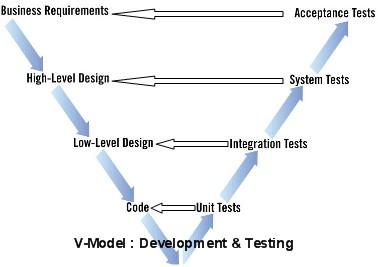 Business Requirements
Acceptance Tests
High-Level Design
System Tests
Low-Level Design
Integration Tests
Code
Unit Tests
V-Model : Development & Testing